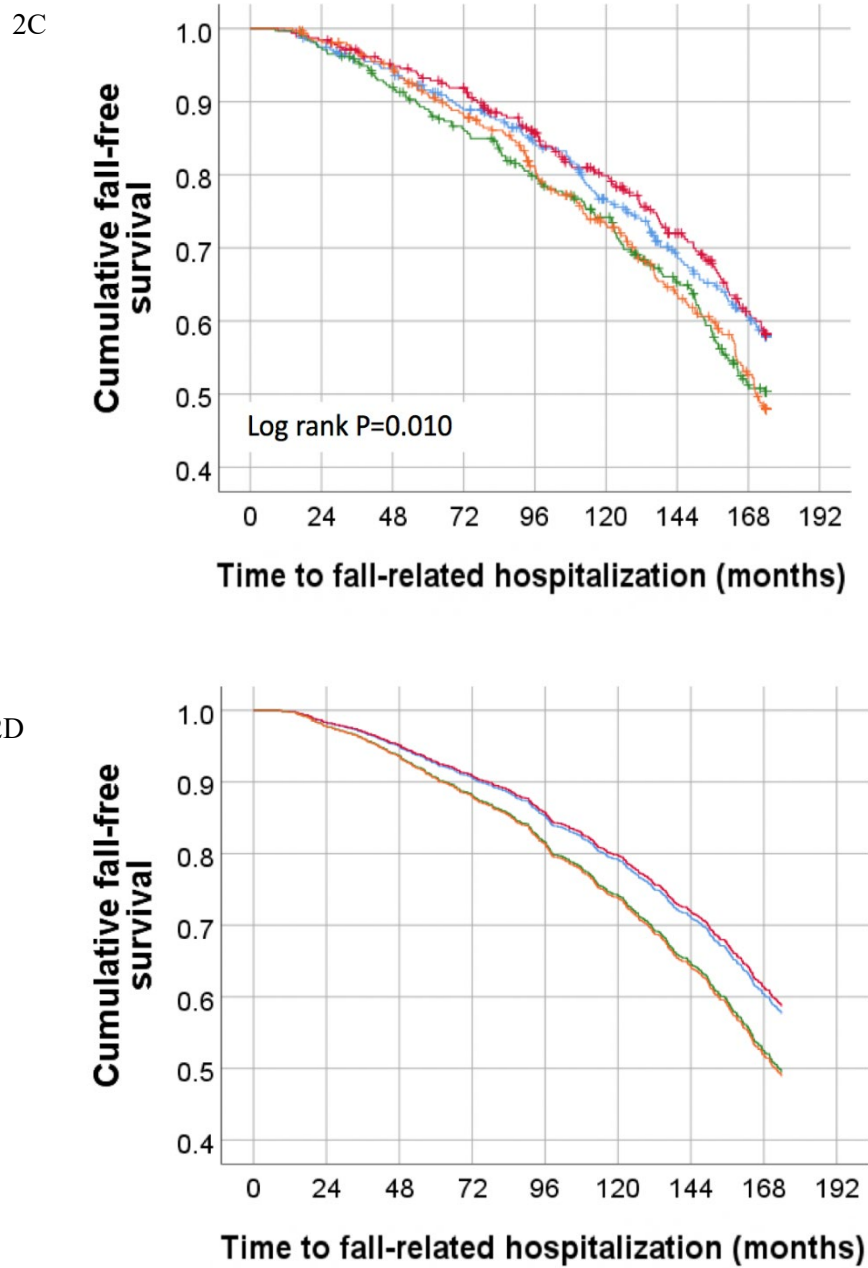 2C
1.0
0.9
0.8
0.7
0.6
0.5
0.4
Cumulative fall-free
survival
Log rank P=0.010
0 24 48 72 96 120 144 168 192
Time to fall-related hospitalization (months)
2D
1.0
0.9
0.8
0.7
0.6
0.5
0.4
Cumulative fall-free
survival
0 24 48 72 96 120 144 168 192
Time to fall-related hospitalization (months)